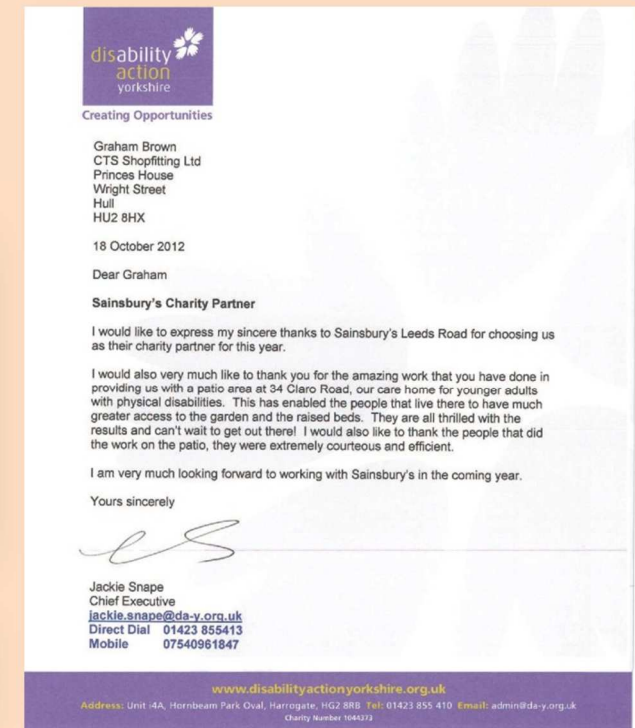 disability
action
yorkshire
Creating Opportunities
Graham Brown
CTS Shopfitting Ltd
Princes House
Wright Street
Hull
HU2 8HX
18 October 2012
Dear Graham
Sainsbury's Charity Partner
I would like to express my sincere thanks to Sainsbury's Leeds Road for choosing us
as their charity partner for this year.
I would also very much like to thank you for the amazing work that you have done in
providing us with a patio area at 34 Claro Road, our care home for younger adults
with physical disabilities. This has enabled the people that live there to have much
greater access to the garden and the raised beds. They are all thrilled with the
results and can't wait to get out there! I would also like to thank the people that did
the work on the patio, they were extremely courteous and efficient.
I am very much looking forward to working with Sainsbury's in the coming year.
Yours sincerely
Jackie Snape
Chief Executive
jackie.snape@da-y.org.uk
Direct Dial 01423 855413
Mobile 07540961847
www.disabilityactionyorkshire.org.uk
Address: Unit i4A, Hornbeam Park Oval, Harrogate, HG2 8RB Tel: 01423 855 410 Email: admin@da-y.org.uk
Charity Number 1044373